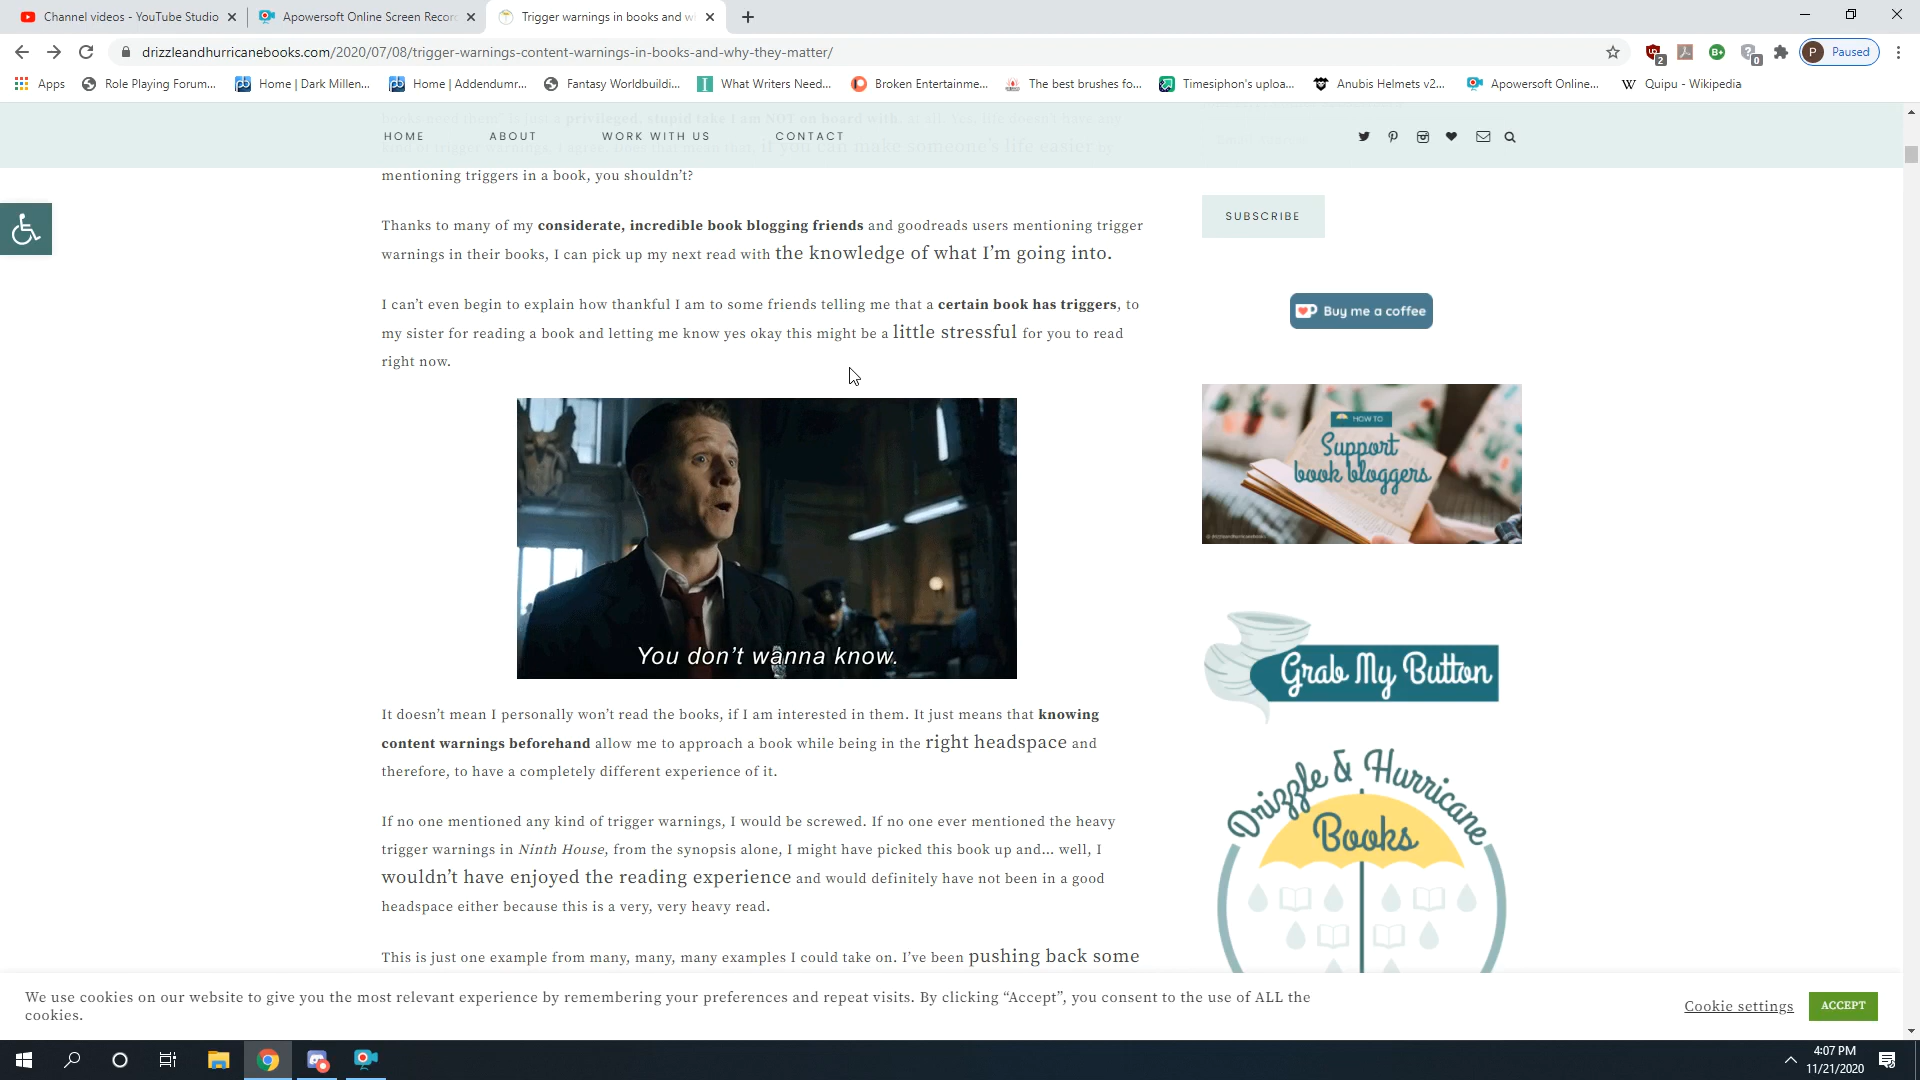 Channel videos - YouTube Studio
Apowersoft Online Screen Recor
Trigger warnings in books and w
drizzleandhurricanebooks.com/2020/07/08/trigger-warnings-content-warnings-in-books-and-why-they-matter/
2
0
P Paused
Apps
Role Playing Forum...
Home | Dark Millen...
Home | Addendumr...
Fantasy Worldbuildi...
What Writers Need...
Broken Entertainme...
The best brushes fo...
Timesiphon's uploa...
Anubis Helmets v2...
Apowersoft Online...
Quipu - Wikipedia
HOME ABOUT WORK WITH US CONTACT
mentioning triggers in a book, you shouldn’t?
Thanks to many of my considerate, incredible book blogging friends and goodreads users mentioning trigger
warnings in their books, I can pick up my next read with the knowledge of what I’m going into.
I can’t even begin to explain how thankful I am to some friends telling me that a certain book has triggers, to
my sister for reading a book and letting me know yes okay this might be a little stressful for you to read
right now.
You don't wanna know.
It doesn’t mean I personally won’t read the books, if I am interested in them. It just means that knowing
content warnings beforehand allow me to approach a book while being in the right headspace and
therefore, to have a completely different experience of it.
If no one mentioned any kind of trigger warnings, I would be screwed. If no one ever mentioned the heavy
trigger warnings in Ninth House, from the synopsis alone, I might have picked this book up and… well, I
wouldn’t have enjoyed the reading experience and would definitely have not been in a good
headspace either because this is a very, very heavy read.
This is just one example from many, many, many examples I could take on. I’ve been pushing back some
SUBSCRIBE
Buy me a coffee
HOW TO
Support
book bloggers
Grab My Button
Drizzle & Hurricane
Books
We use cookies on our website to give you the most relevant experience by remembering your preferences and repeat visits. By clicking “Accept”, you consent to the use of ALL the
cookies.
Cookie settings
ACCEPT
4:07 PM
11/21/2020